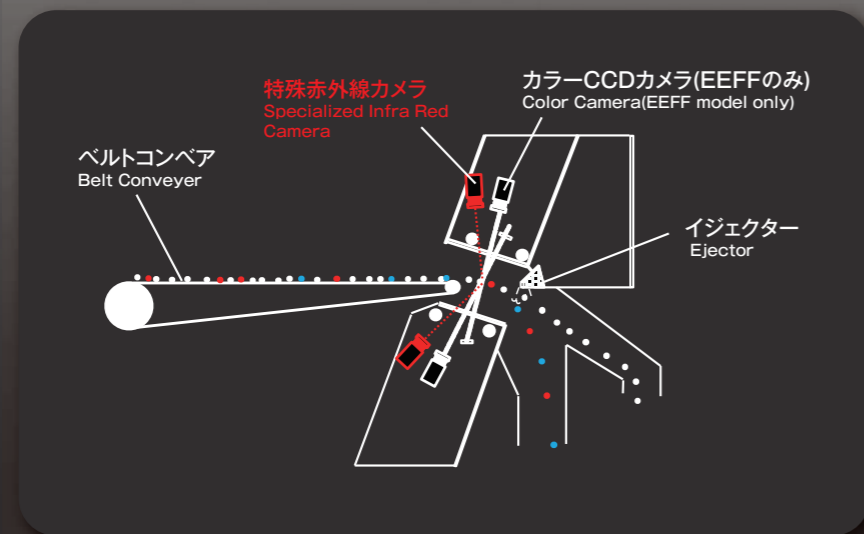 特殊赤外線カメラ
Specialized Infra Red
Camera
カラーCCDカメラ(EEFFのみ)
Color Camera(EEFF model only)
ベルトコンベア
Belt Conveyer
イジェクター
Ejector